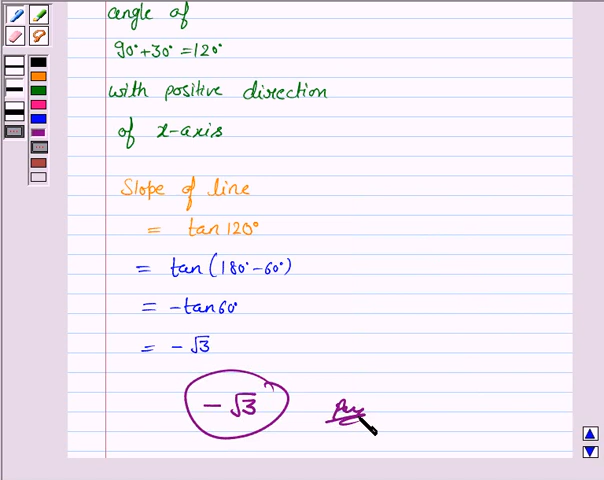 angle of
90° + 30° = 120°
with positive direction
of x-axis
Slope of line
= tan 120°
= tan (180° - 60°)
= - tan 60°
= - √3
- √3